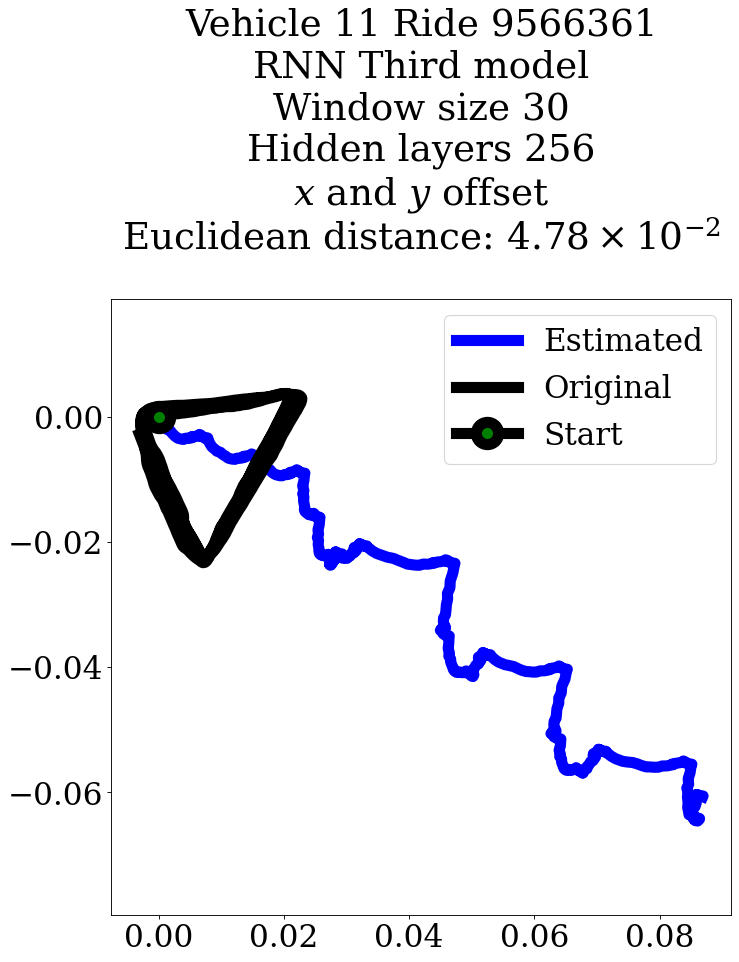 Vehicle 11 Ride 9566361
RNN Third model
Window size 30
Hidden layers 256
x and y offset
Euclidean distance: 4.78 × 10⁻²
Estimated
Original
Start
0.00
−0.02
−0.04
−0.06
0.00 0.02 0.04 0.06 0.08